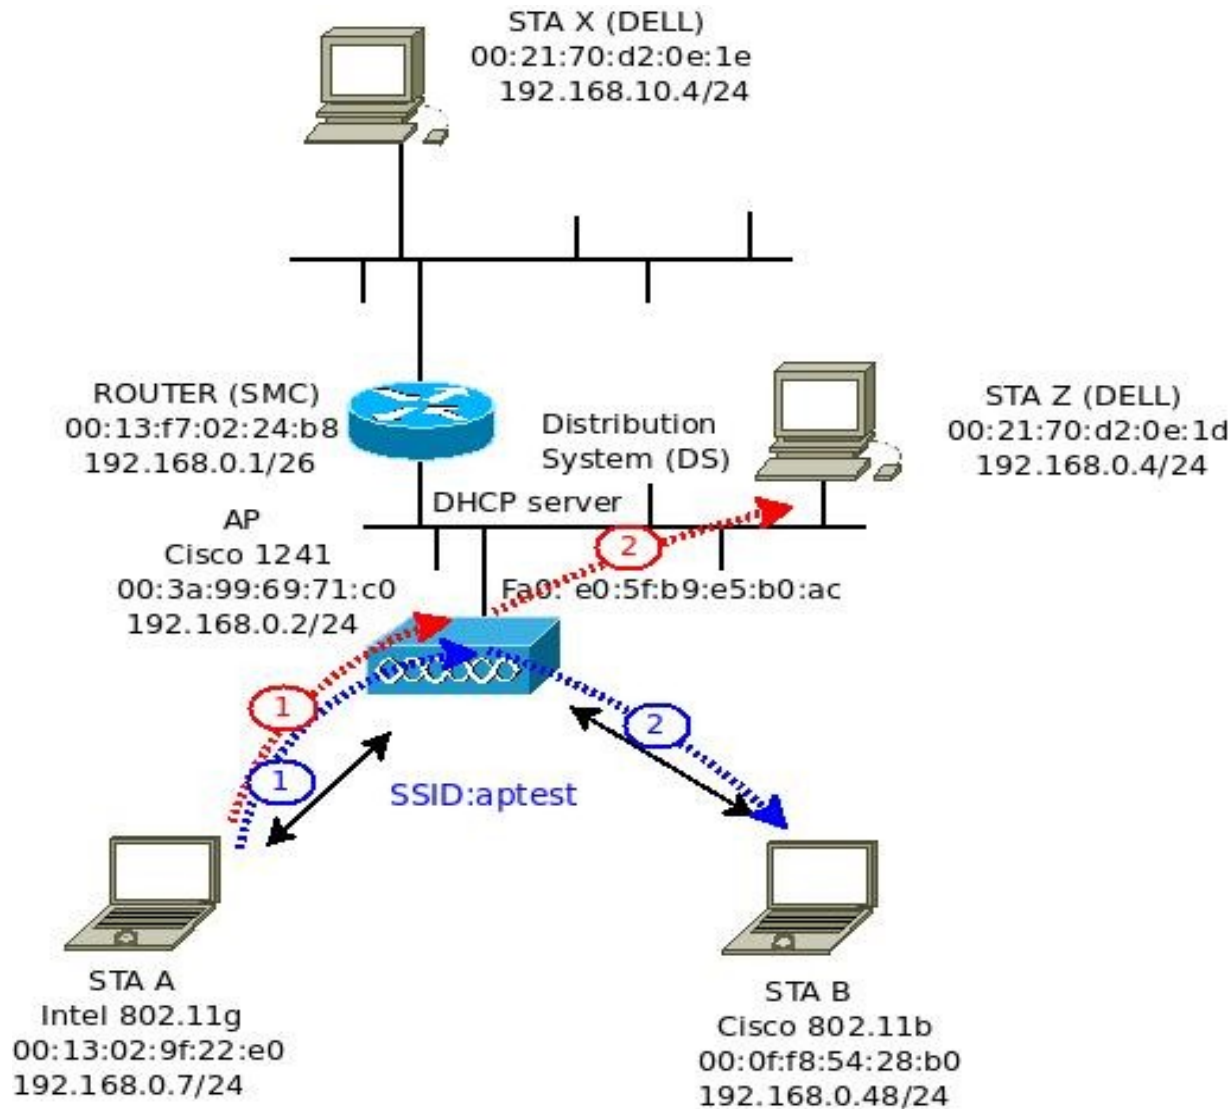 STA X (DELL)
00:21:70:d2:0e:1e
192.168.10.4/24
ROUTER (SMC)
00:13:f7:02:24:b8
192.168.0.1/26
Distribution
System (DS)
STA Z (DELL)
00:21:70:d2:0e:1d
192.168.0.4/24
DHCP server
AP
Cisco 1241
00:3a:99:69:71:c0
192.168.0.2/24
2
Fa0: e0:5f:b9:e5:b0:ac
1
2
1
SSID:aptest
STA A
Intel 802.11g
00:13:02:9f:22:e0
192.168.0.7/24
STA B
Cisco 802.11b
00:0f:f8:54:28:b0
192.168.0.48/24